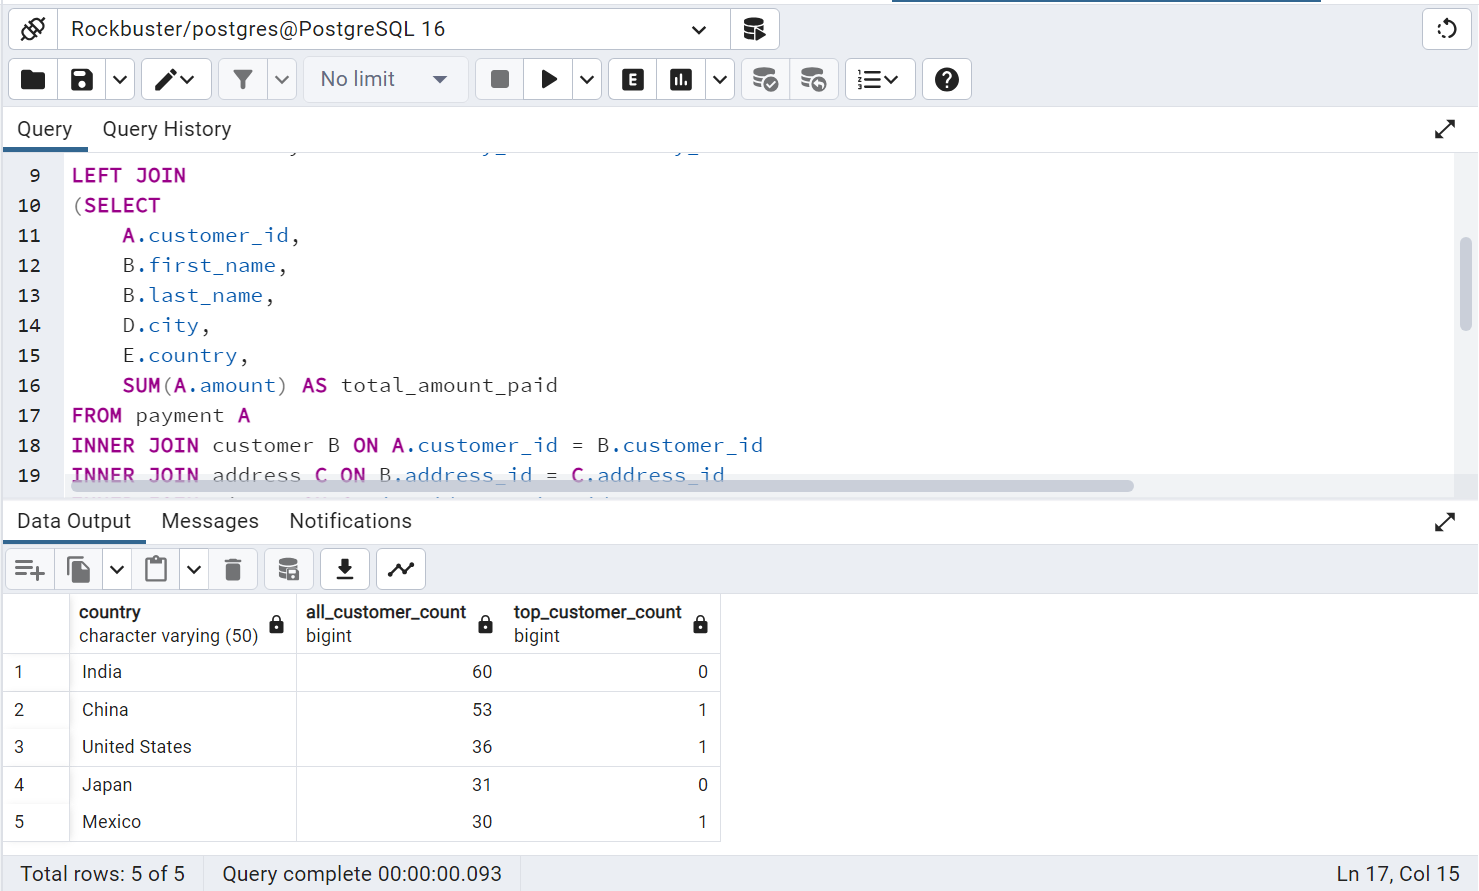 Rockbuster/postgres@PostgreSQL 16
No limit
E
Query Query History
9 LEFT JOIN
10 (SELECT
11 A.customer_id,
12 B.first_name,
13 B.last_name,
14 D.city,
15 E.country,
16 SUM(A.amount) AS total_amount_paid
17 FROM payment A
18 INNER JOIN customer B ON A.customer_id = B.customer_id
19 INNER JOIN address C ON B.address_id = C.address_id
Data Output Messages Notifications
country all_customer_count top_customer_count
character varying (50) bigint bigint
1 India 60 0
2 China 53 1
3 United States 36 1
4 Japan 31 0
5 Mexico 30 1
Total rows: 5 of 5 Query complete 00:00:00.093 Ln 17, Col 15